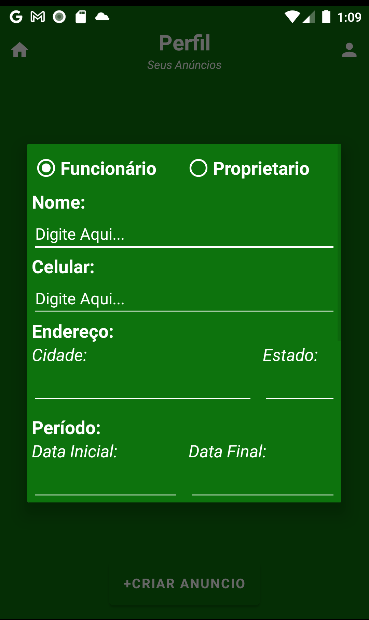 1:09
Perfil
Seus Anúncios
Funcionário Proprietario
Nome:
Digite Aqui...
Celular:
Digite Aqui...
Endereço:
Cidade: Estado:
Período:
Data Inicial: Data Final:
+CRIAR ANUNCIO